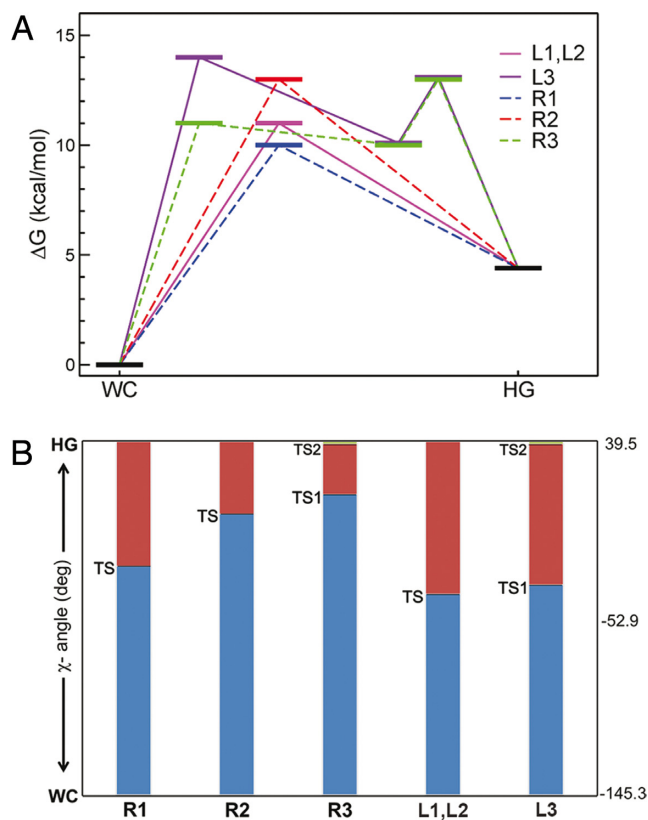 A
15
10
5
0
ΔG (kcal/mol)
L1,L2
L3
R1
R2
R3
WC HG
B
HG
χ- angle (deg)
WC
TS
TS
TS2
TS1
TS
TS2
TS1
39.5
-52.9
-145.3
R1 R2 R3 L1,L2 L3